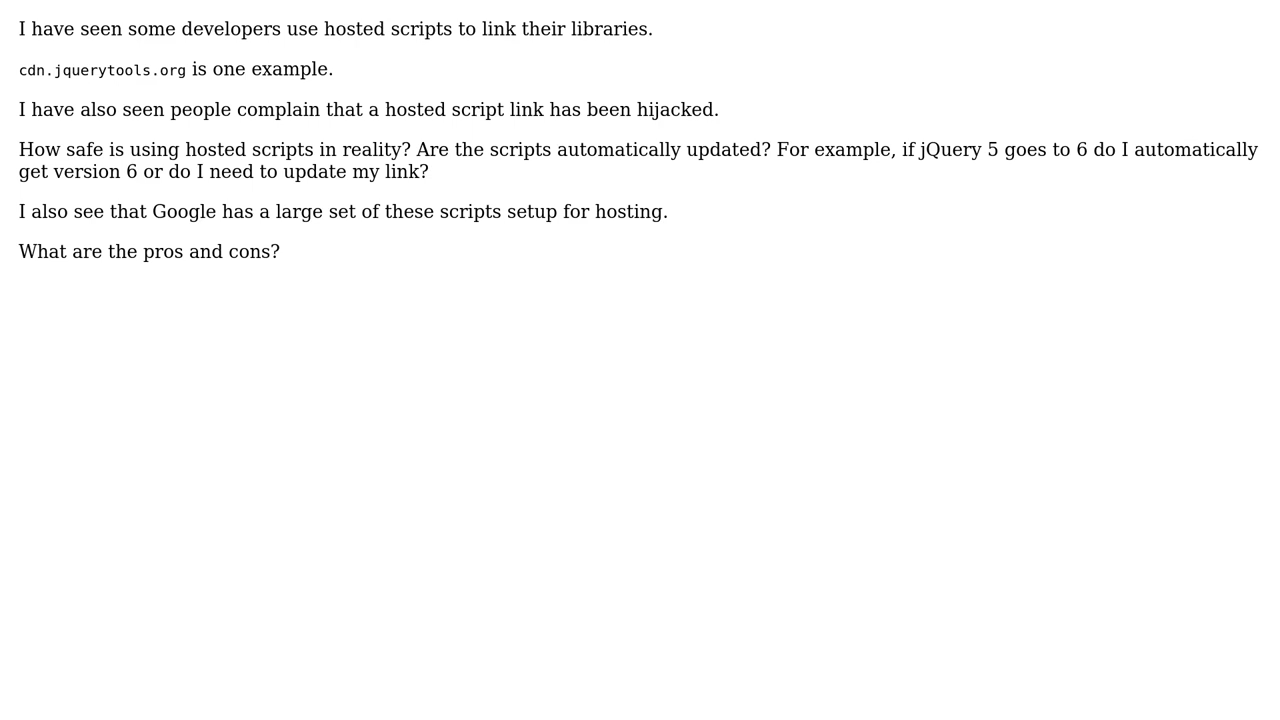 I have seen some developers use hosted scripts to link their libraries.
cdn.jquerytools.org is one example.
I have also seen people complain that a hosted script link has been hijacked.
How safe is using hosted scripts in reality? Are the scripts automatically updated? For example, if jQuery 5 goes to 6 do I automatically
get version 6 or do I need to update my link?
I also see that Google has a large set of these scripts setup for hosting.
What are the pros and cons?